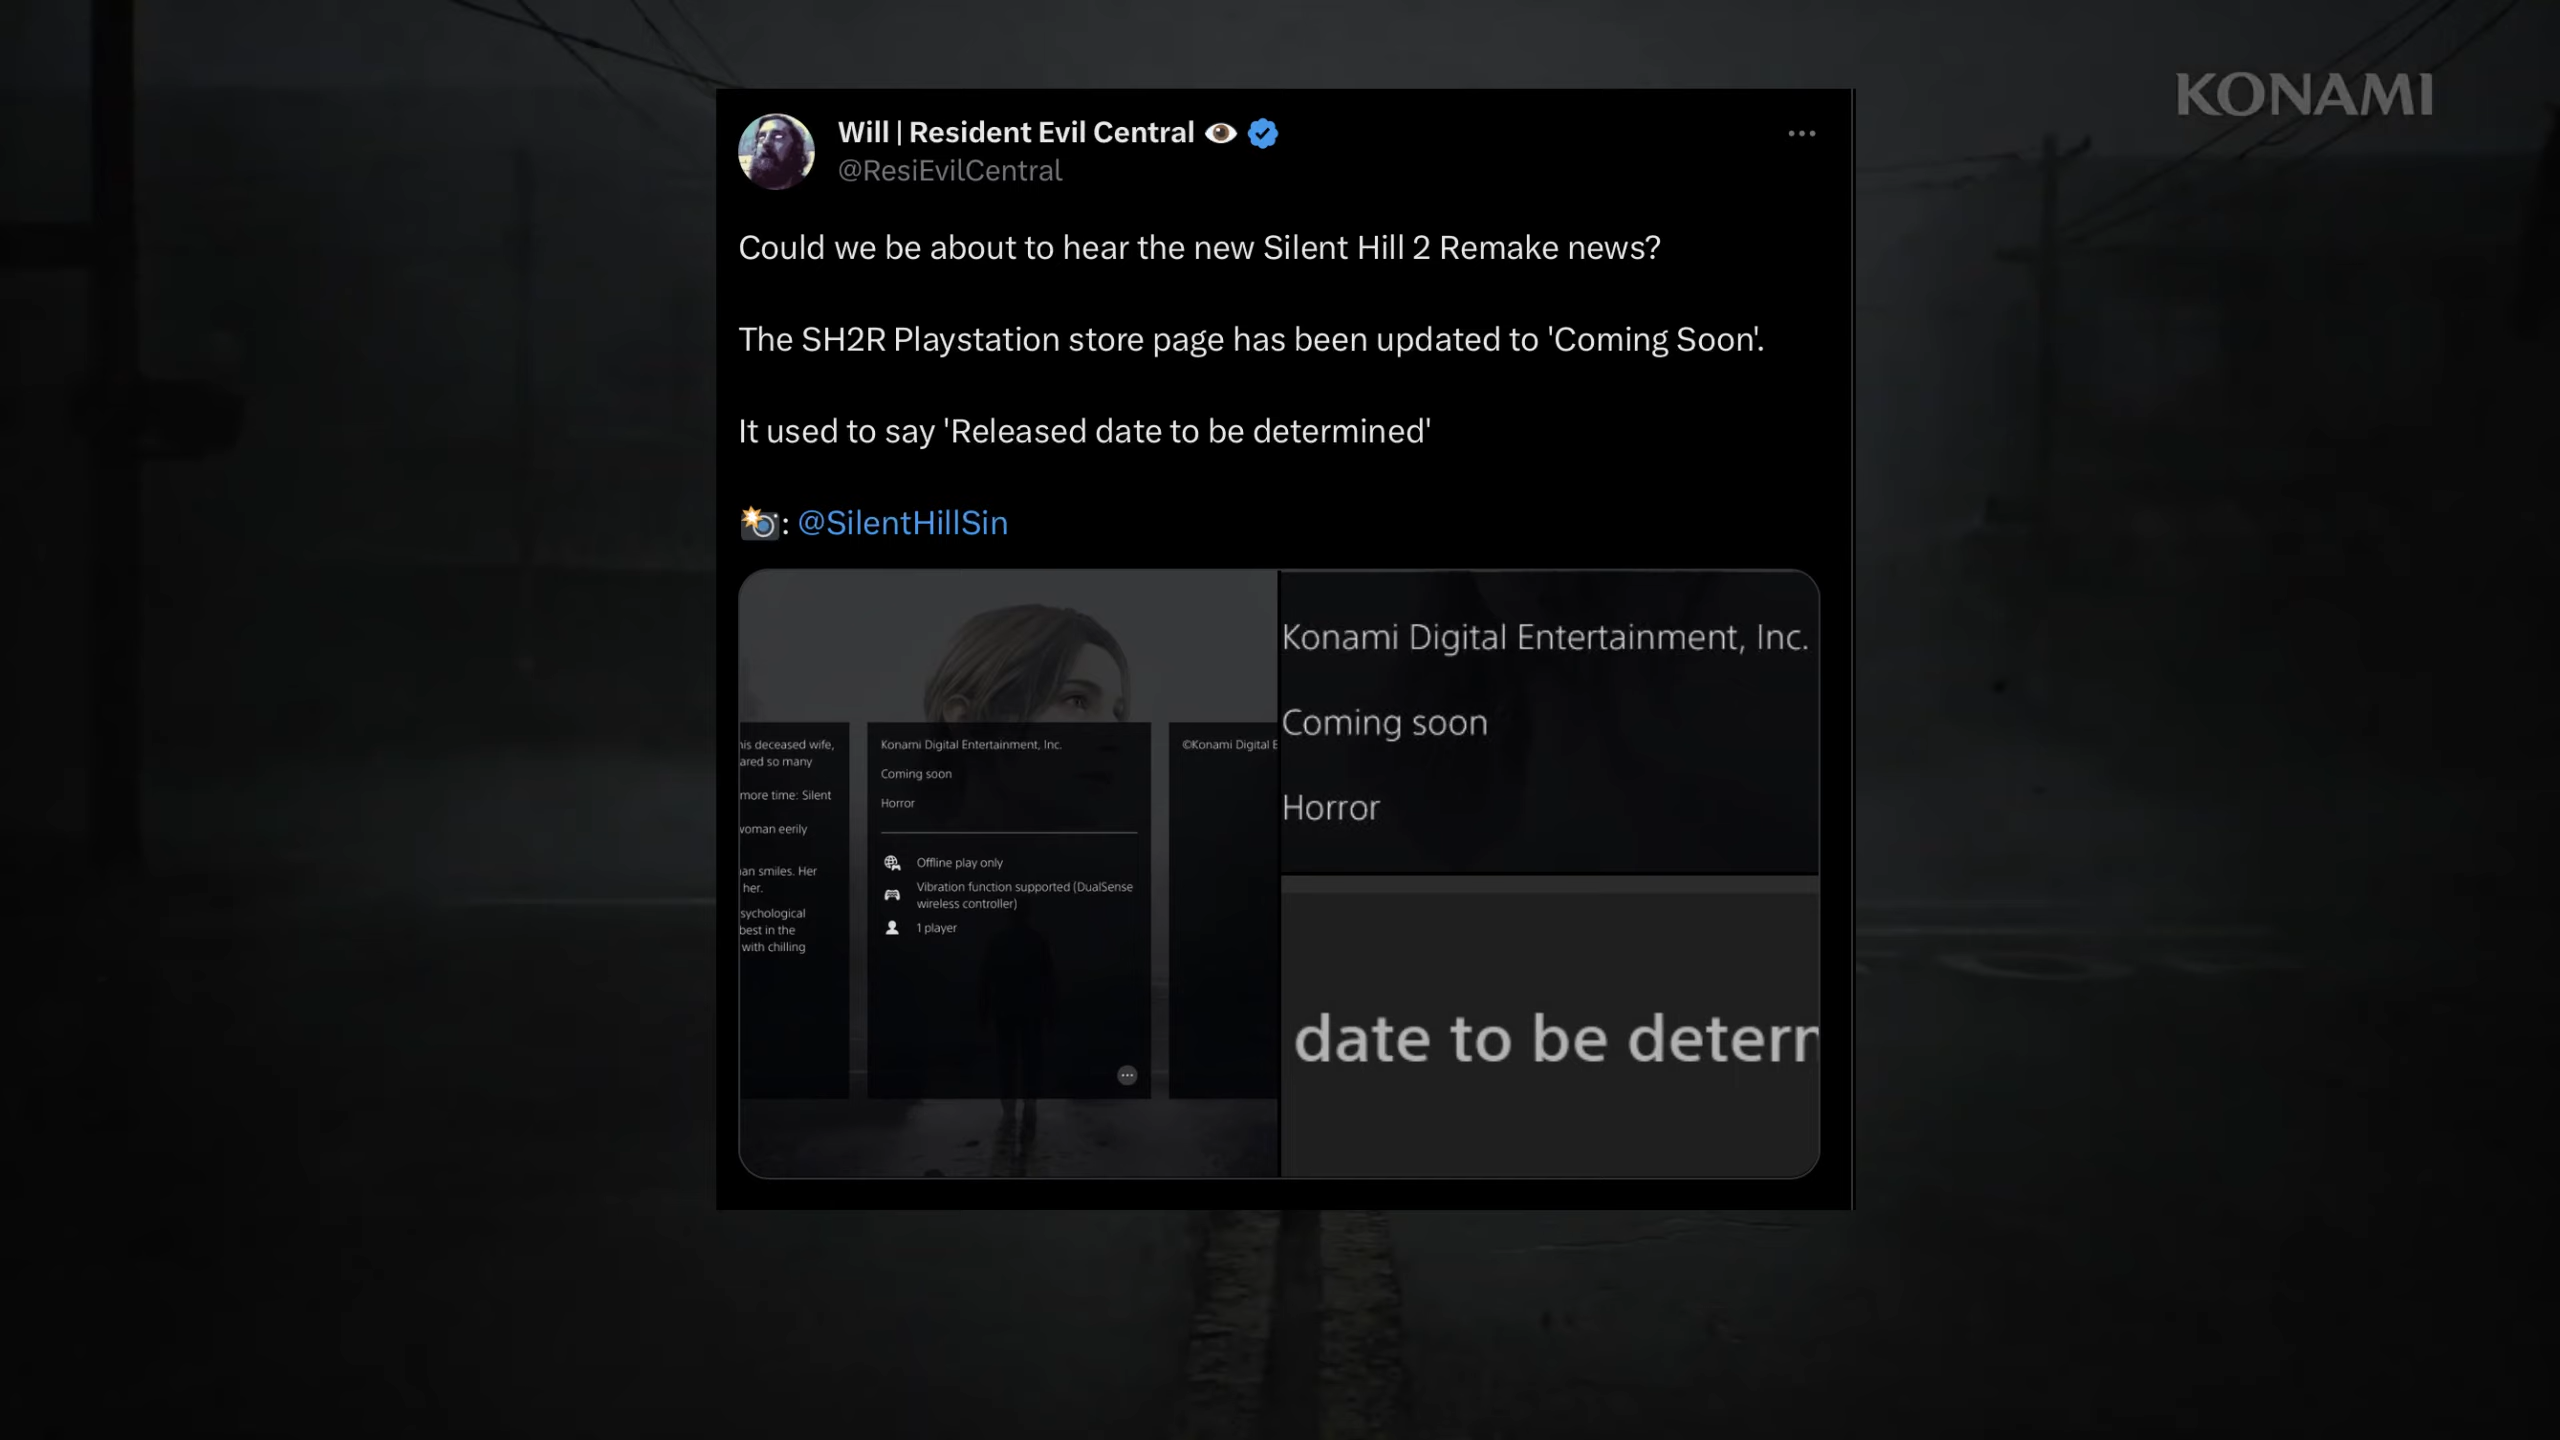 KONAMI
Will | Resident Evil Central
@ResiEvilCentral
Could we be about to hear the new Silent Hill 2 Remake news?
The SH2R Playstation store page has been updated to 'Coming Soon'.
It used to say 'Released date to be determined'
: @SilentHillSin
his deceased wife,
ared so many
more time: Silent
woman eerily
an smiles. Her
her.
sychological
best in the
with chilling
Konami Digital Entertainment, Inc.
Coming soon
Horror
Offline play only
Vibration function supported (DualSense
wireless controller)
1 player
©Konami Digital E
Konami Digital Entertainment, Inc.
Coming soon
Horror
date to be determ